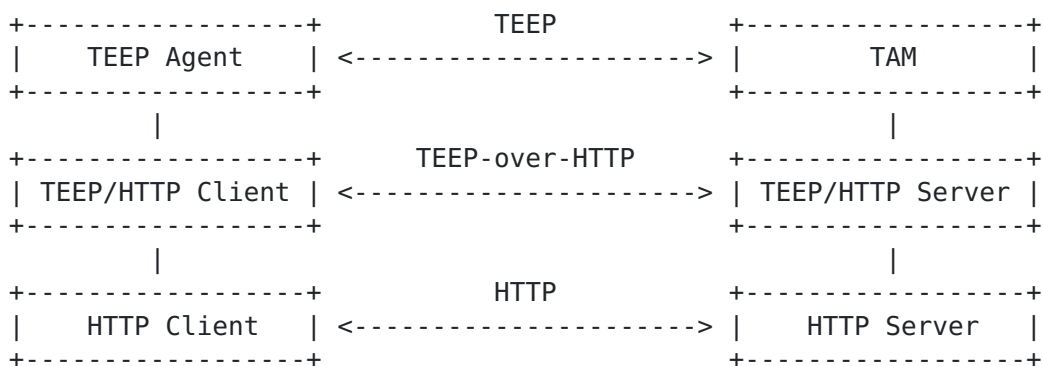 TEEP
TEEP Agent TAM
TEEP-over-HTTP
TEEP/HTTP Client TEEP/HTTP Server
HTTP
HTTP Client HTTP Server